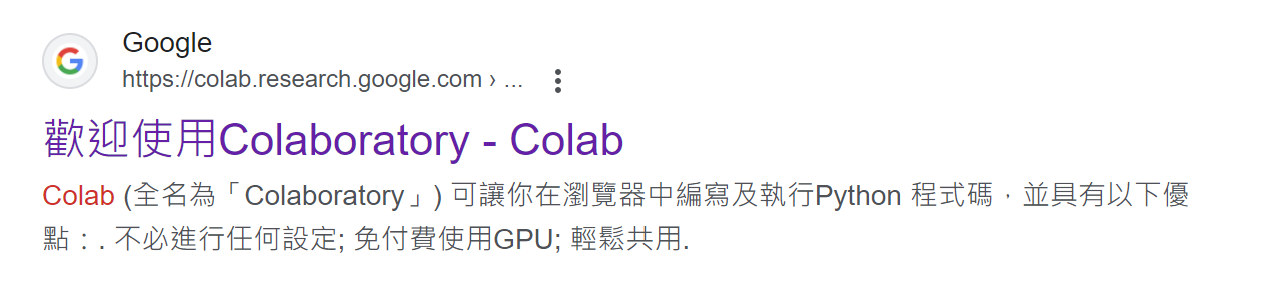 Google
https://colab.research.google.com › ...
歡迎使用Colaboratory - Colab
Colab (全名為「Colaboratory」) 可讓你在瀏覽器中編寫及執行Python 程式碼，並具有以下優
點：. 不必進行任何設定; 免付費使用GPU; 輕鬆共用.